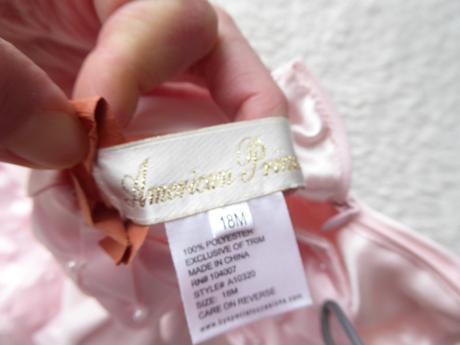 American Prin
18M
100% POLYESTER
EXCLUSIVE OF TRIM
MADE IN CHINA
RN# 104007
STYLE# A10320
SIZE: 18M
CARE ON REVERSE